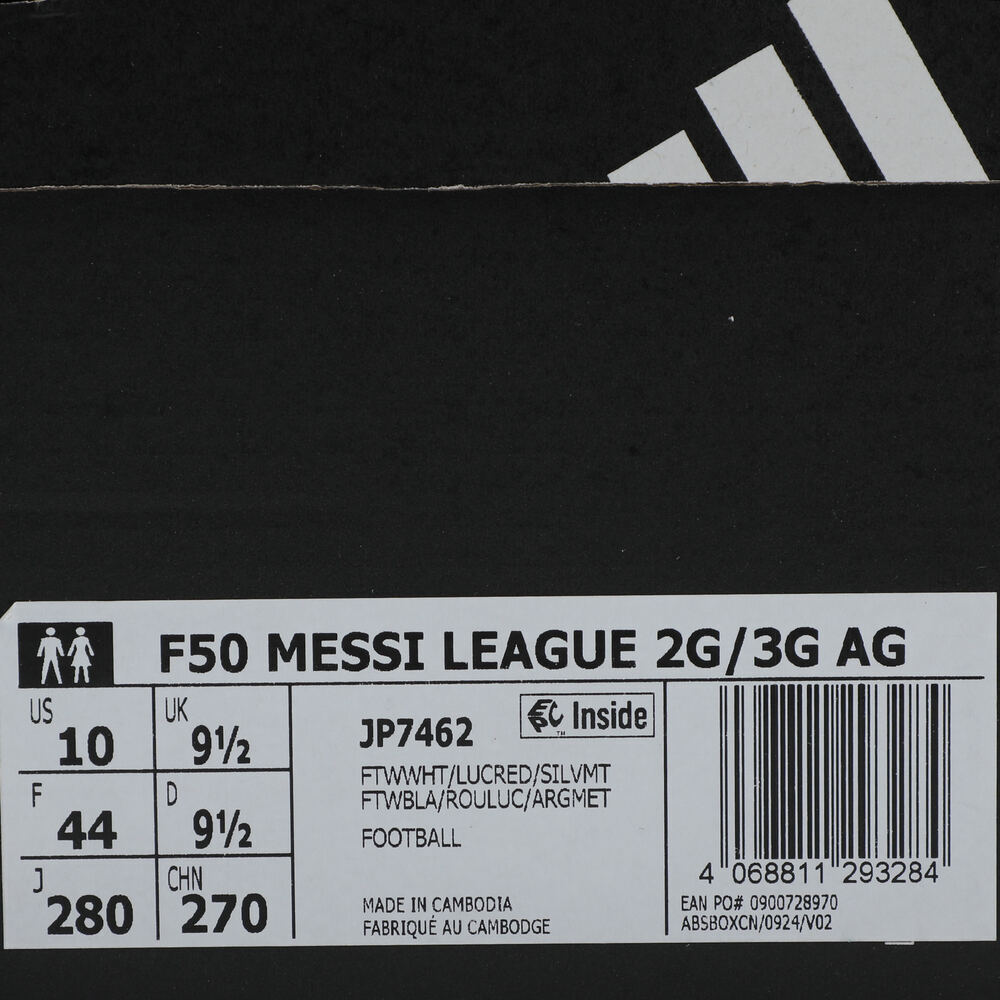 F50 MESSI LEAGUE 2G/3G AG
US 10
UK 9½
F 44
D 9½
J 280
CHN 270
JP7462
Inside
™
FTWWHT/LUCRED/SILVMT
FTWBLA/ROULUC/ARGMET
FOOTBALL
MADE IN CAMBODIA
FABRIQUÉ AU CAMBODGE
4 068811 293284
EAN PO# 0900728970
ABSBOXCN/0924/V02